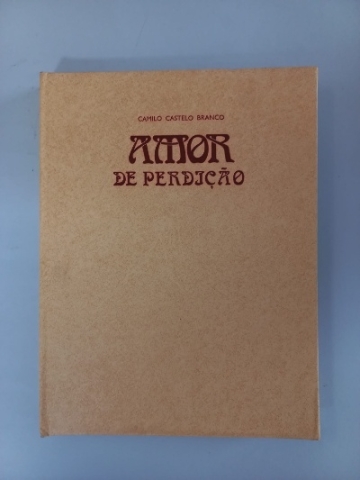 CAMILO CASTELO BRANCO
AMOR
DE PERDIÇÃO